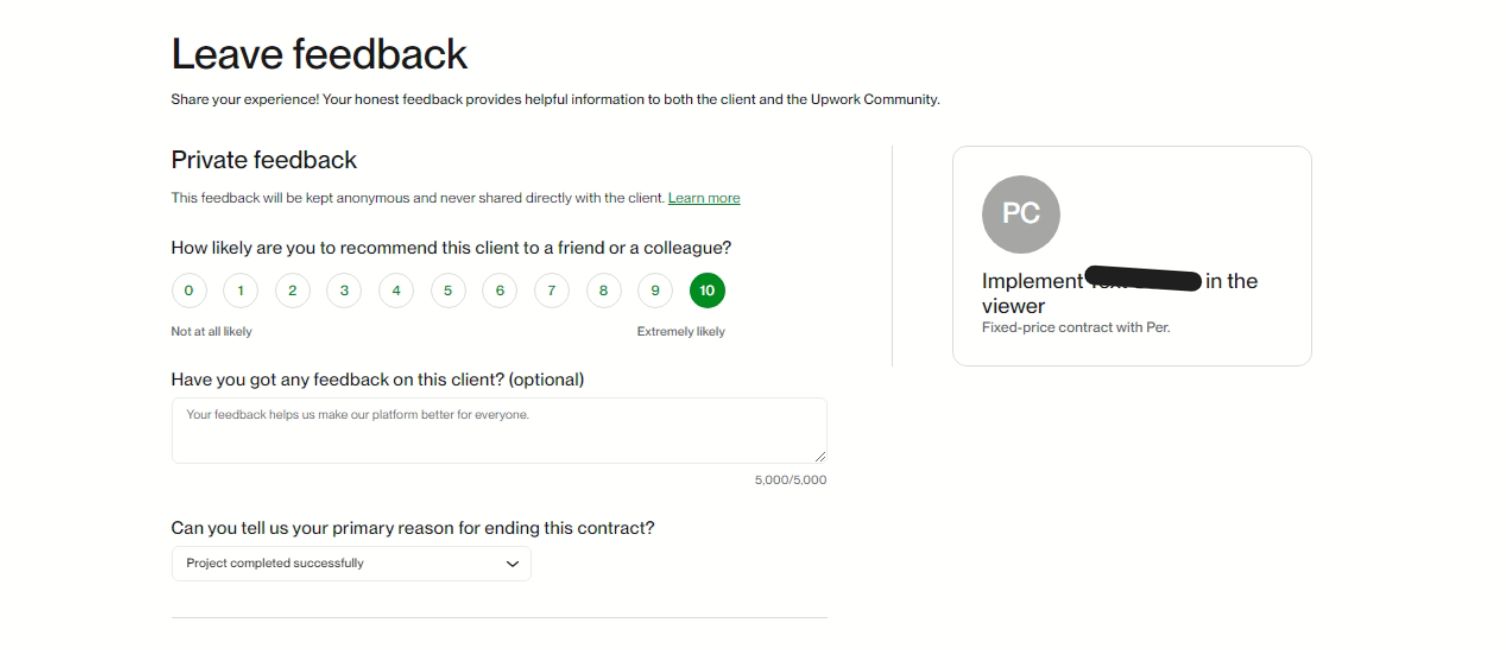 Leave feedback
Share your experience! Your honest feedback provides helpful information to both the client and the Upwork Community.
Private feedback
This feedback will be kept anonymous and never shared directly with the client. Learn more
How likely are you to recommend this client to a friend or a colleague?
0 1 2 3 4 5 6 7 8 9 10
Not at all likely Extremely likely
Have you got any feedback on this client? (optional)
Your feedback helps us make our platform better for everyone.
5,000/5,000
Can you tell us your primary reason for ending this contract?
Project completed successfully
PC
Implement in the
viewer
Fixed-price contract with Per.